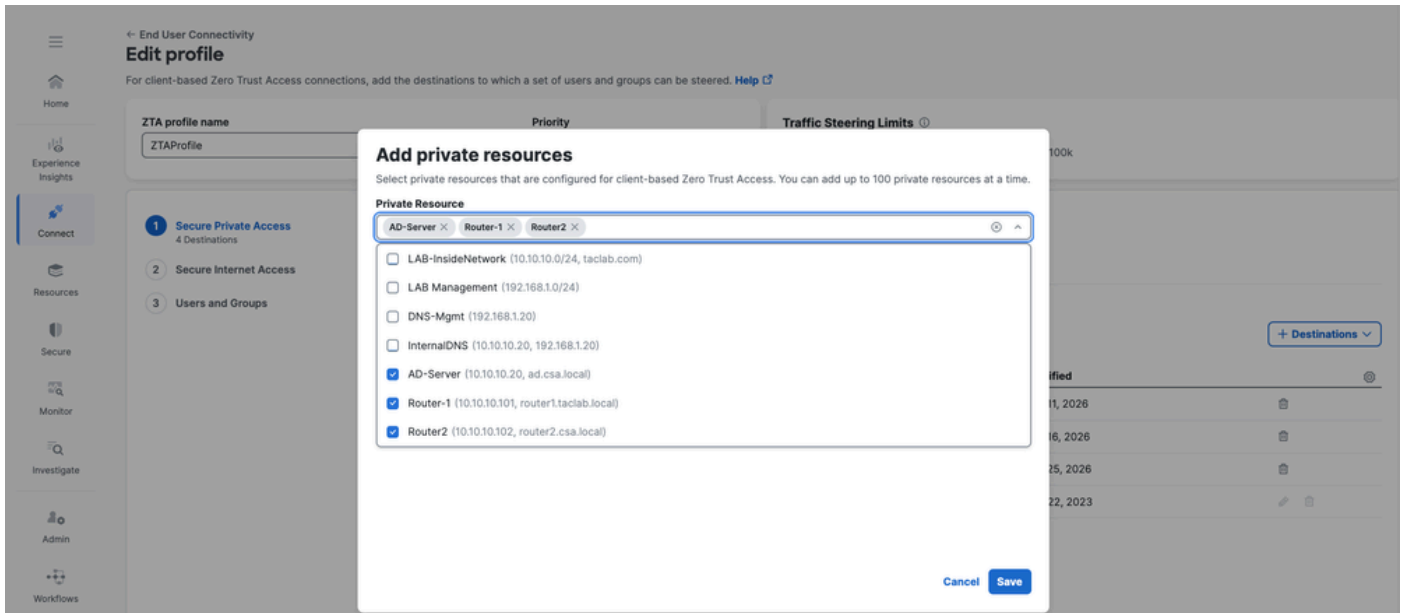 ← End User Connectivity
Edit profile
For client-based Zero Trust Access connections, add the destinations to which a set of users and groups can be steered. Help
Home
Experience
Insights
Connect
Resources
Secure
Monitor
Investigate
Admin
Workflows
ZTA profile name
Priority
ZTAProfile
Traffic Steering Limits
100k
1 Secure Private Access
4 Destinations
2 Secure Internet Access
3 Users and Groups
Add private resources
Select private resources that are configured for client-based Zero Trust Access. You can add up to 100 private resources at a time.
Private Resource
AD-Server Router-1 Router2
LAB-InsideNetwork (10.10.10.0/24, taclab.com)
LAB Management (192.168.1.0/24)
DNS-Mgmt (192.168.1.20)
InternalDNS (10.10.10.20, 192.168.1.20)
AD-Server (10.10.10.20, ad.csa.local)
Router-1 (10.10.10.101, router1.taclab.local)
Router2 (10.10.10.102, router2.csa.local)
Cancel Save
+ Destinations
ified
11, 2026
16, 2026
25, 2026
22, 2023